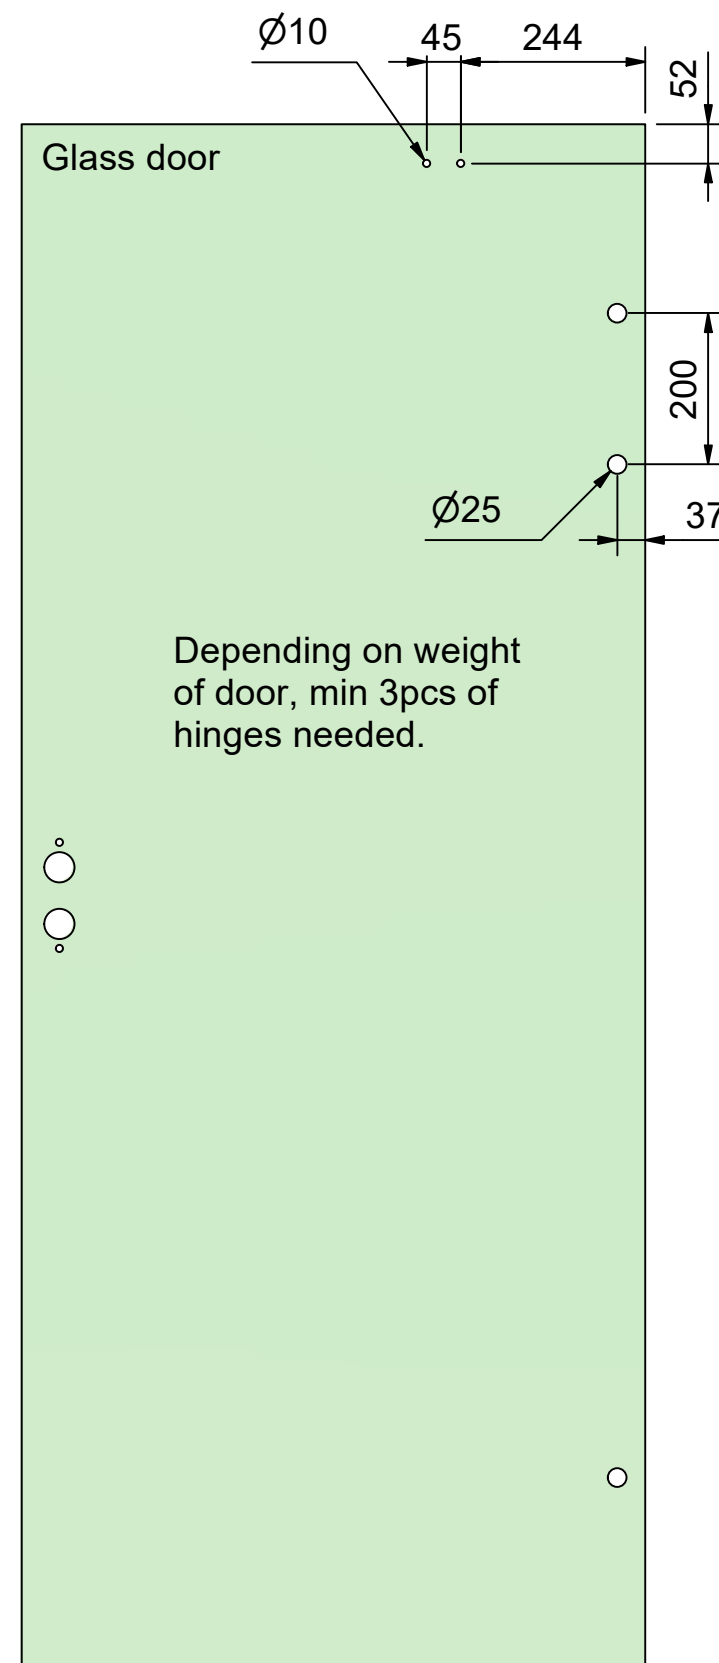 Ø10
45
244
52
Glass door
200
Ø25
37
Depending on weight
of door, min 3pcs of
hinges needed.